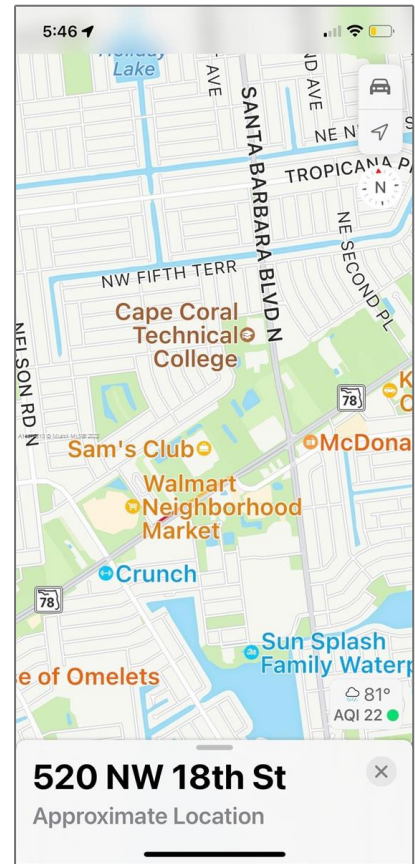 5:46
Holiday
Lake
AVE
ND AVE
SANTA BARBARA BLVD N
NE N
TROPICANA P
N
NW FIFTH TERR
NE SECOND PL
Cape Coral
Technical
College
NELSON RD N
78
K
C
Sam's Club
McDona
Walmart
Neighborhood
Market
Crunch
78
Sun Splash
Family Waterp
e of Omelets
81°
AQI 22
520 NW 18th St
Approximate Location